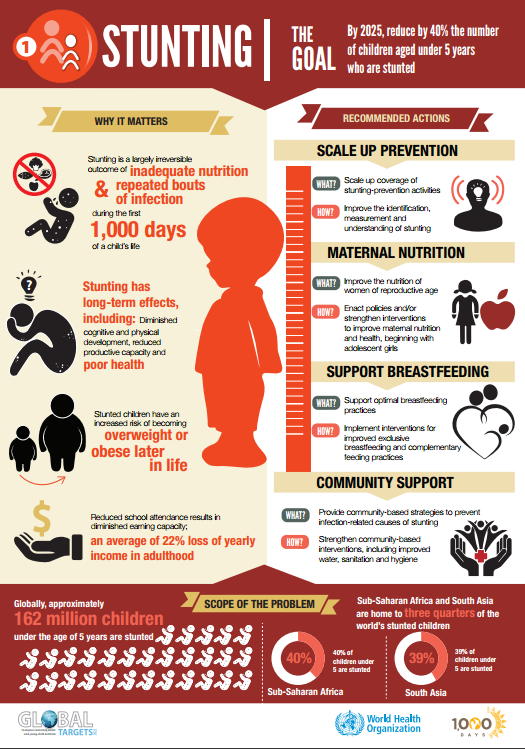 1
STUNTING
THE
GOAL
By 2025, reduce by 40% the number
of children aged under 5 years
who are stunted
WHY IT MATTERS
Stunting is a largely irreversible
outcome of inadequate nutrition
& repeated bouts
of infection
during the first
1,000 days
of a child's life
?
Stunting has
long-term effects,
including: Diminished
cognitive and physical
development, reduced
productive capacity and
poor health
Stunted children have an
increased risk of becoming
overweight or
obese later
in life
$
Reduced school attendance results in
diminished earning capacity;
an average of 22% loss of yearly
income in adulthood
RECOMMENDED ACTIONS
SCALE UP PREVENTION
WHAT? Scale up coverage of
stunting-prevention activities
HOW? Improve the identification,
measurement and
understanding of stunting
MATERNAL NUTRITION
WHAT? Improve the nutrition of
women of reproductive age
HOW? Enact policies and/or
strengthen interventions
to improve maternal nutrition
and health, beginning with
adolescent girls
SUPPORT BREASTFEEDING
WHAT? Support optimal breastfeeding
practices
HOW? Implement interventions for
improved exclusive
breastfeeding and complementary
feeding practices
COMMUNITY SUPPORT
WHAT? Provide community-based strategies to prevent
infection-related causes of stunting
HOW? Strengthen community-based
interventions, including improved
water, sanitation and hygiene
SCOPE OF THE PROBLEM
Globally, approximately
162 million children
under the age of 5 years are stunted
Sub-Saharan Africa and South Asia
are home to three quarters of the
world's stunted children
40%
40% of
children under
5 are stunted
Sub-Saharan Africa
39%
39% of
children under
5 are stunted
South Asia
GLOBAL
TARGETS
World Health
Organization
1,000
DAYS